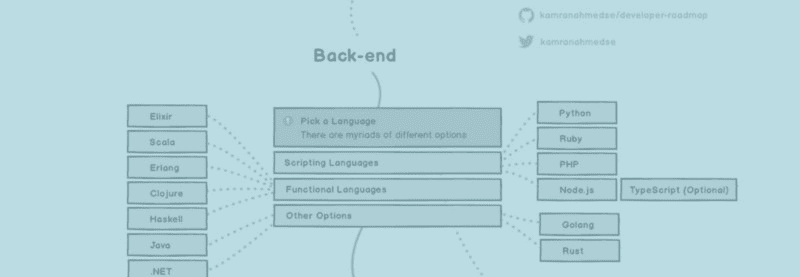 kamranahmedse/developer-roadmap
kamranahmedse
Back-end
Pick a Language
There are myriads of different options
Scripting Languages
Functional Languages
Other Options
Elixir
Scala
Erlang
Clojure
Haskell
Java
.NET
Python
Ruby
PHP
Node.js
TypeScript (Optional)
Golang
Rust